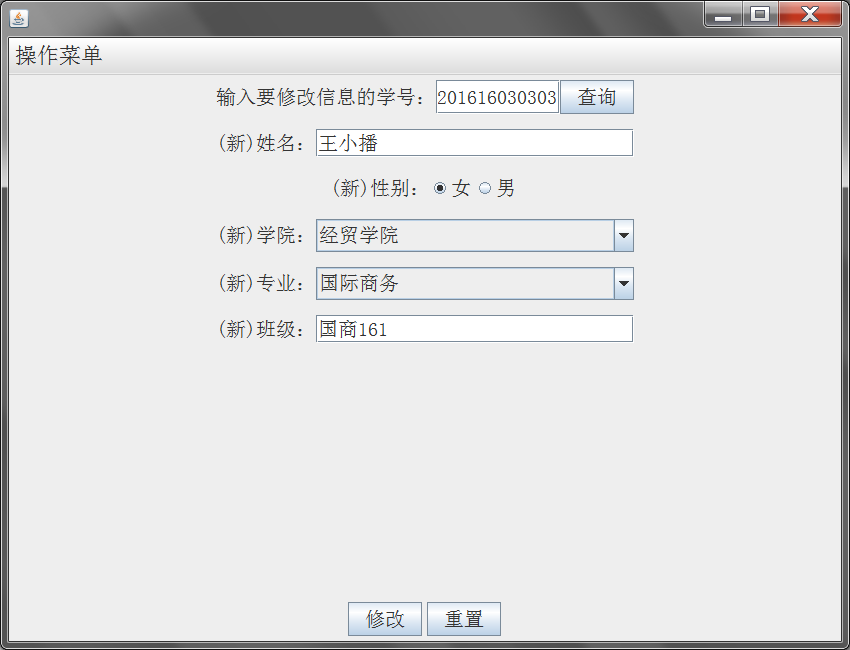 操作菜单
输入要修改信息的学号： 201616030303 查询
(新)姓名： 王小播
(新)性别： 女 男
(新)学院： 经贸学院
(新)专业： 国际商务
(新)班级： 国商161
修改 重置